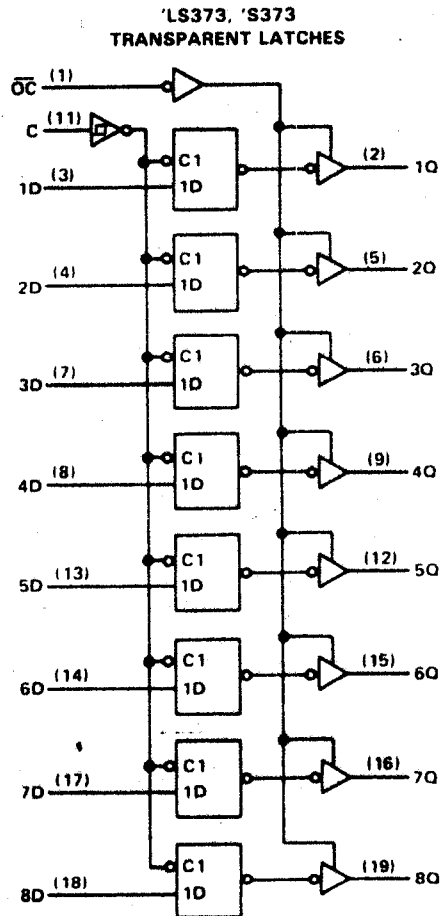 'LS373, 'S373
TRANSPARENT LATCHES
OC (1)
C (11)
C1
1D (3) 1D (2) 1Q
C1
2D (4) 1D (5) 2Q
C1
3D (7) 1D (6) 3Q
C1
4D (8) 1D (9) 4Q
C1
5D (13) 1D (12) 5Q
C1
6D (14) 1D (15) 6Q
C1
7D (17) 1D (16) 7Q
C1
8D (18) 1D (19) 8Q